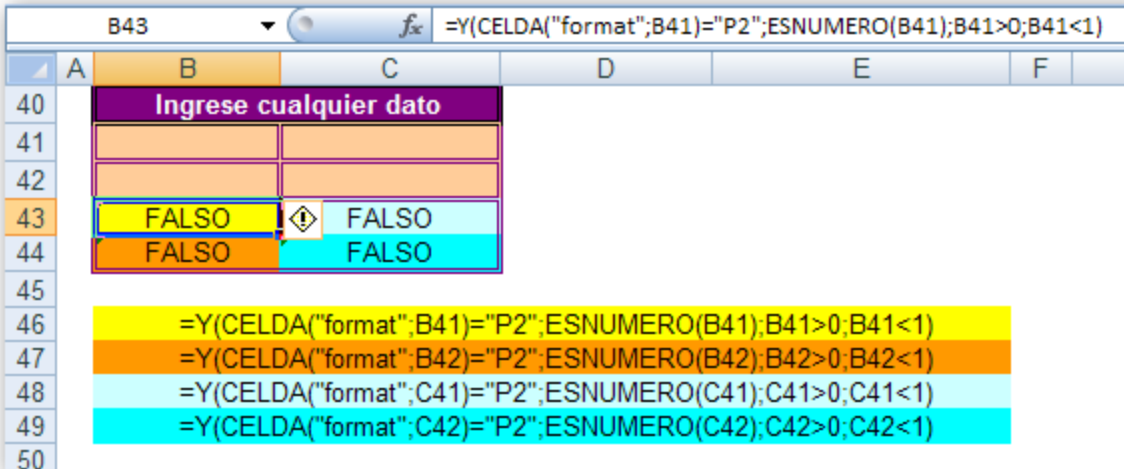 B43 fx =Y(CELDA("format";B41)="P2";ESNUMERO(B41);B41>0;B41<1)
A B C D E F
40 Ingrese cualquier dato
41
42
43 FALSO FALSO
44 FALSO FALSO
45
46 =Y(CELDA("format";B41)="P2";ESNUMERO(B41);B41>0;B41<1)
47 =Y(CELDA("format";B42)="P2";ESNUMERO(B42);B42>0;B42<1)
48 =Y(CELDA("format";C41)="P2";ESNUMERO(C41);C41>0;C41<1)
49 =Y(CELDA("format";C42)="P2";ESNUMERO(C42);C42>0;C42<1)
50